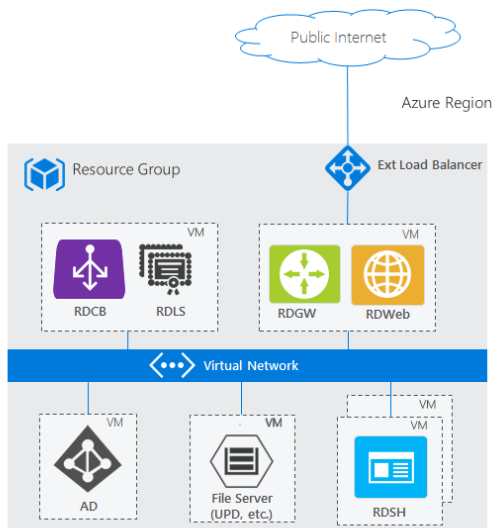 Public Internet
Azure Region
Resource Group
Ext Load Balancer
VM
VM
RDCB
RDLS
RDGW
RDWeb
Virtual Network
VM
VM
VM
VM
AD
File Server
(UPD, etc.)
RDSH